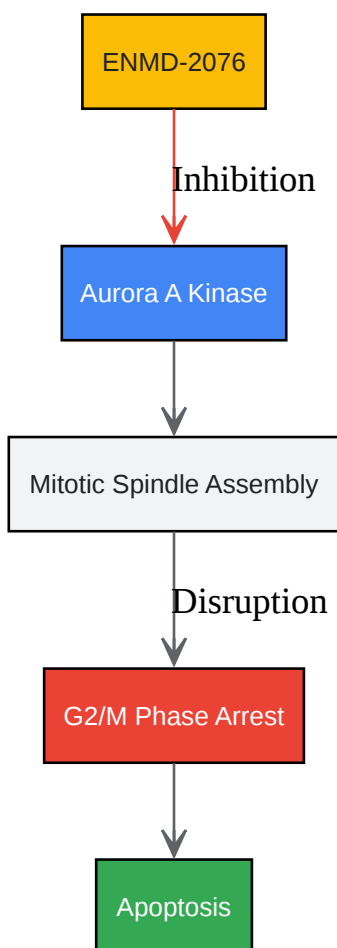 ENMD-2076
Inhibition
Aurora A Kinase
Mitotic Spindle Assembly
Disruption
G2/M Phase Arrest
Apoptosis